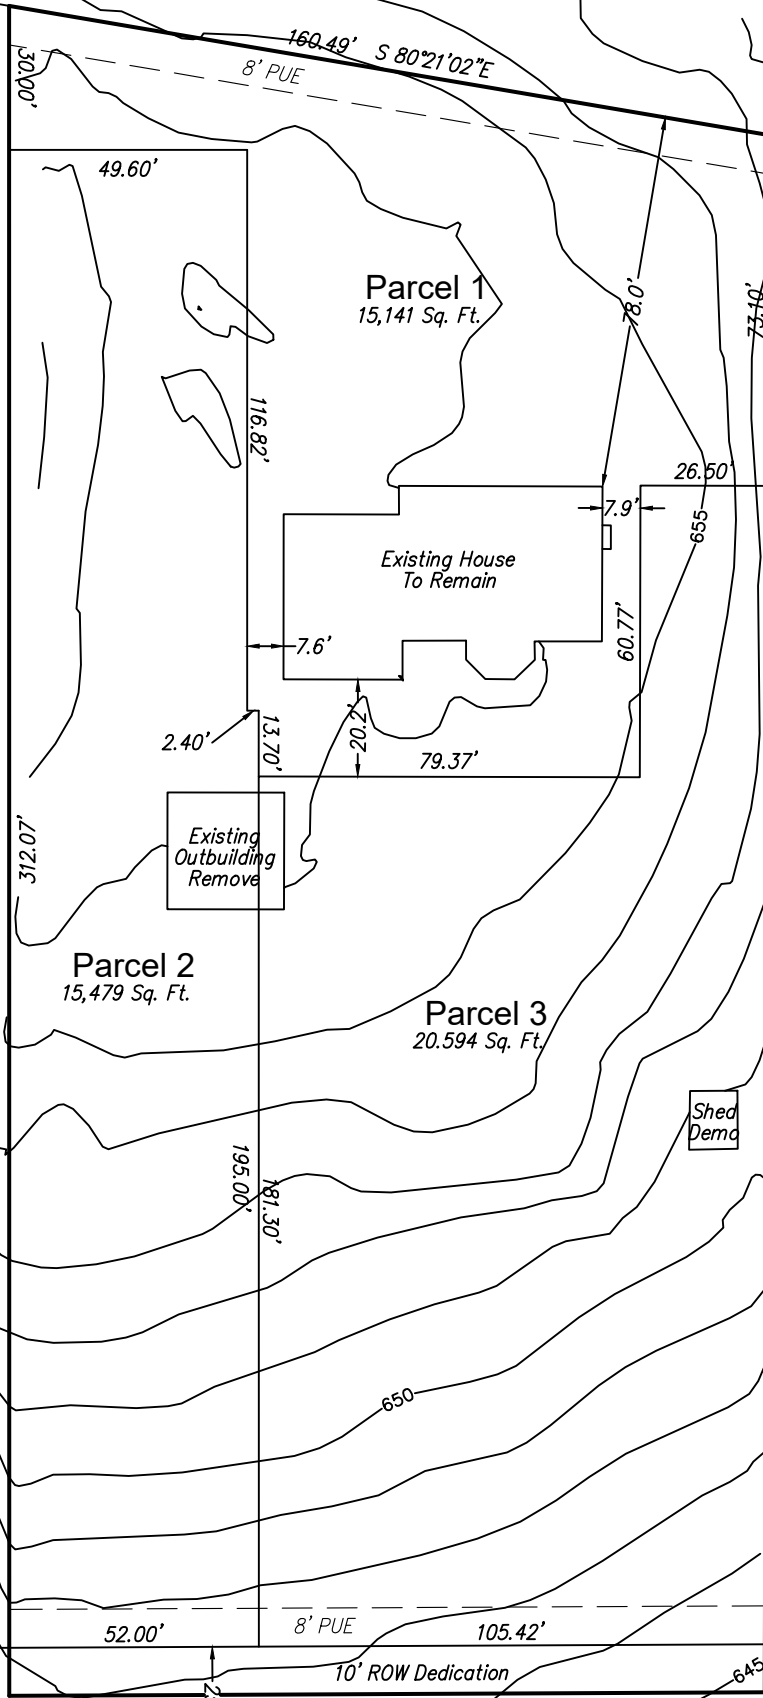 160.49' S 80°21'02"E
8' PUE
30.00'
49.60'
Parcel 1
15,141 Sq. Ft.
78.0'
73.10'
116.82'
26.50'
7.9'
655
Existing House
To Remain
60.77'
7.6'
2.40'
13.70'
20.2'
79.37'
312.07'
Existing
Outbuilding
Remove
Parcel 2
15,479 Sq. Ft.
Parcel 3
20.594 Sq. Ft.
Shed
Demo
195.00'
181.30'
650
8' PUE
52.00'
105.42'
10' ROW Dedication
645